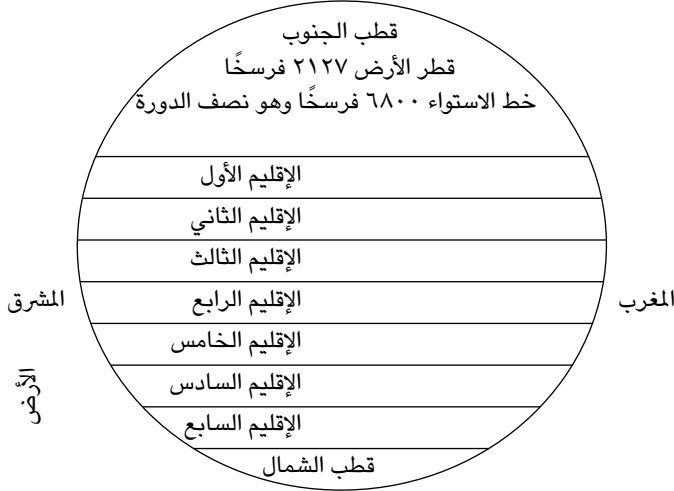 قطب الجنوب
قطر الأرض ٢١٢٧ فرسخًا
خط الاستواء ٦٨٠٠ فرسخًا وهو نصف الدورة
الإقليم الأول
الإقليم الثاني
الإقليم الثالث
المغرب
الإقليم الرابع
المشرق
الإقليم الخامس
الإقليم السادس
الأرض
الإقليم السابع
قطب الشمال